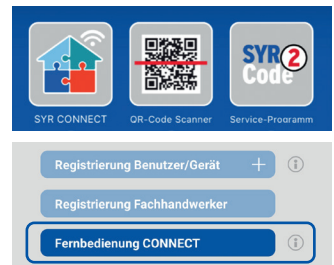 SYR 2
Code
SYR CONNECT QR-Code Scanner Service-Programm
Registrierung Benutzer/Gerät + i
Registrierung Fachhandwerker
Fernbedienung CONNECT i